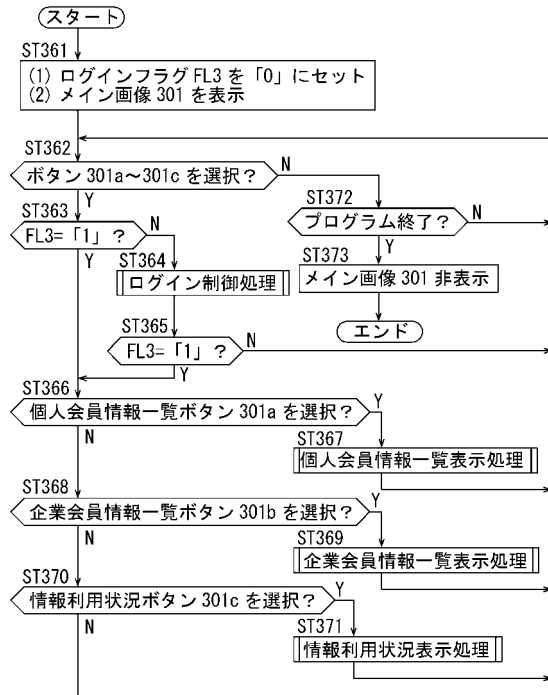 スタート
ST361
(1) ログインフラグ FL3 を「0」にセット
(2) メイン画像 301 を表示
ST362
ボタン 301a～301c を選択？
N
Y
ST372
プログラム終了？
N
Y
ST373
メイン画像 301 非表示
エンド
ST363
FL3=「1」？
N
Y
ST364
ログイン制御処理
ST365
FL3=「1」？
N
Y
ST366
個人会員情報一覧ボタン 301a を選択？
Y
N
ST367
個人会員情報一覧表示処理
ST368
企業会員情報一覧ボタン 301b を選択？
Y
N
ST369
企業会員情報一覧表示処理
ST370
情報利用状況ボタン 301c を選択？
Y
N
ST371
情報利用状況表示処理